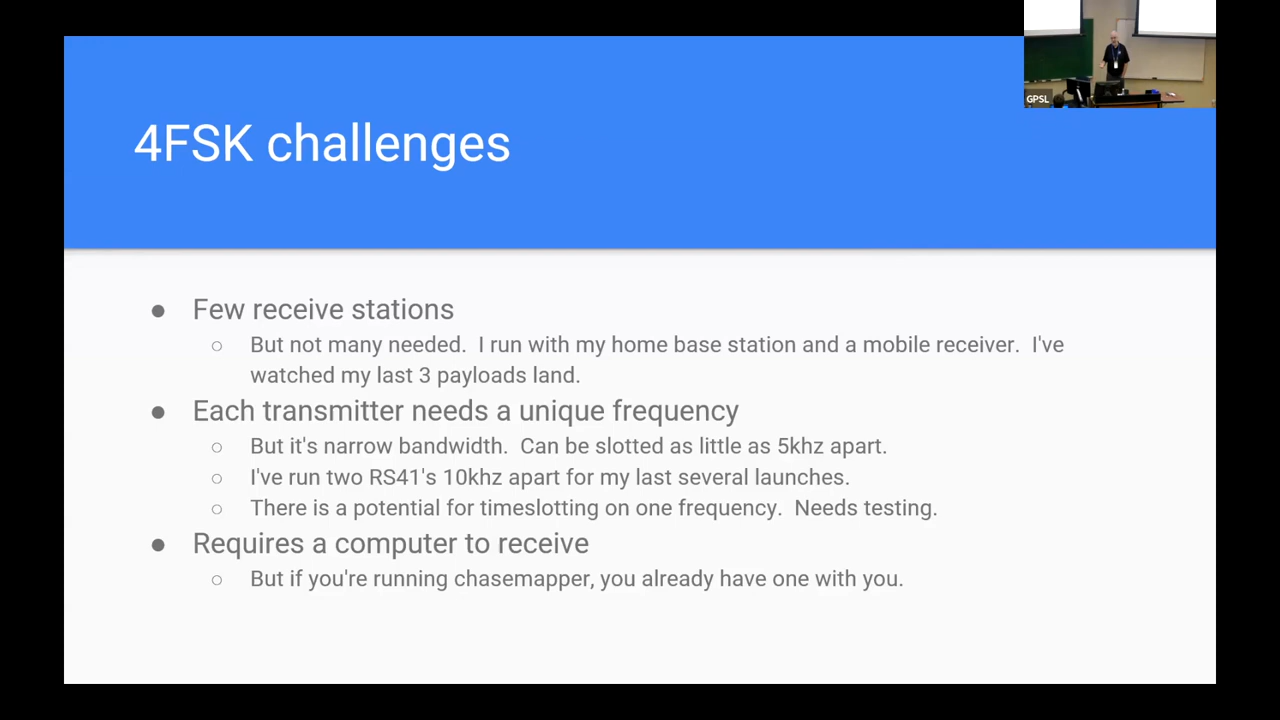 GPSL
4FSK challenges
● Few receive stations
○ But not many needed.  I run with my home base station and a mobile receiver.  I've
watched my last 3 payloads land.
● Each transmitter needs a unique frequency
○ But it's narrow bandwidth.  Can be slotted as little as 5khz apart.
○ I've run two RS41's 10khz apart for my last several launches.
○ There is a potential for timeslotting on one frequency.  Needs testing.
● Requires a computer to receive
○ But if you're running chasemapper, you already have one with you.